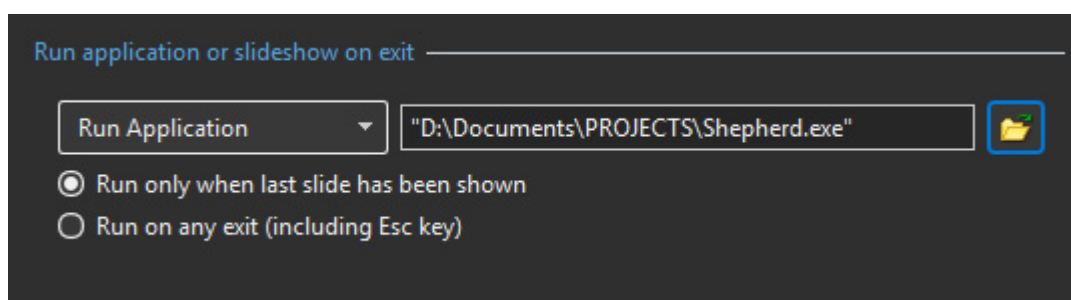 Run application or slideshow on exit
Run Application
"D:\Documents\PROJECTS\Shepherd.exe"
Run only when last slide has been shown
Run on any exit (including Esc key)